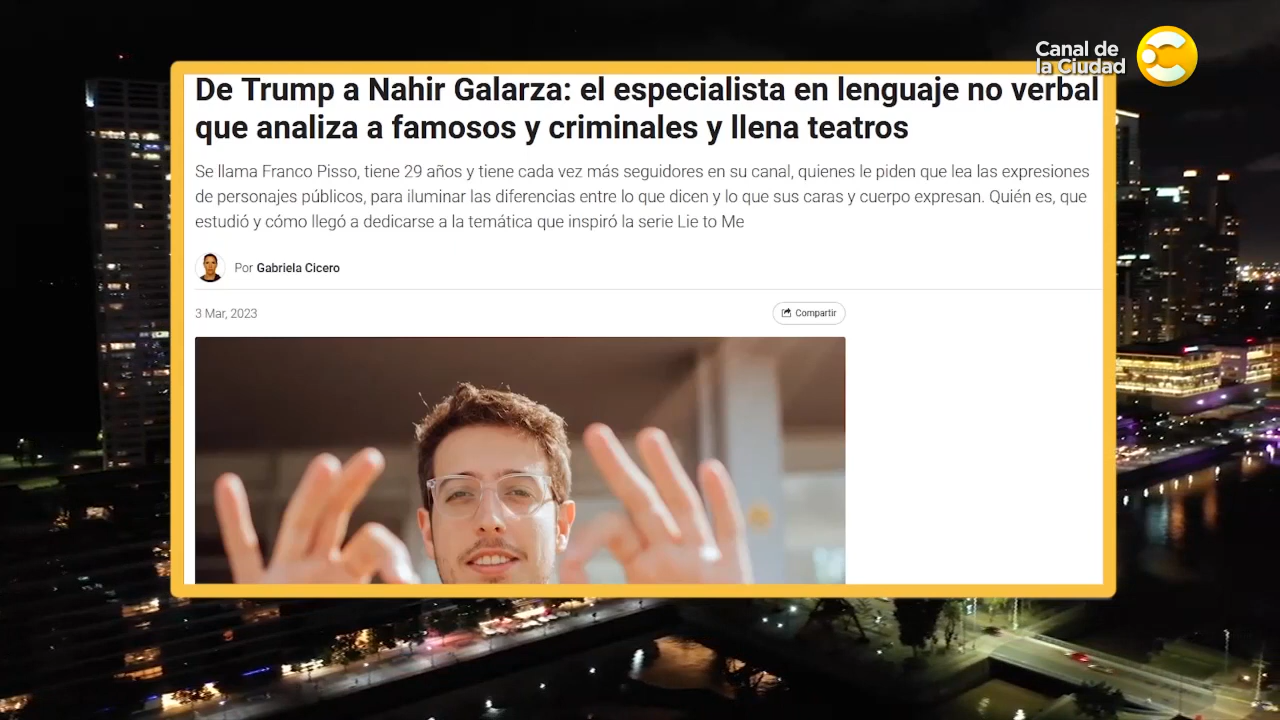 Canal de
la Ciudad
De Trump a Nahir Galarza: el especialista en lenguaje no verbal
que analiza a famosos y criminales y llena teatros
Se llama Franco Pisso, tiene 29 años y tiene cada vez más seguidores en su canal, quienes le piden que lea las expresiones
de personajes públicos, para iluminar las diferencias entre lo que dicen y lo que sus caras y cuerpo expresan. Quién es, que
estudió y cómo llegó a dedicarse a la temática que inspiró la serie Lie to Me
Por Gabriela Cicero
3 Mar, 2023
Compartir